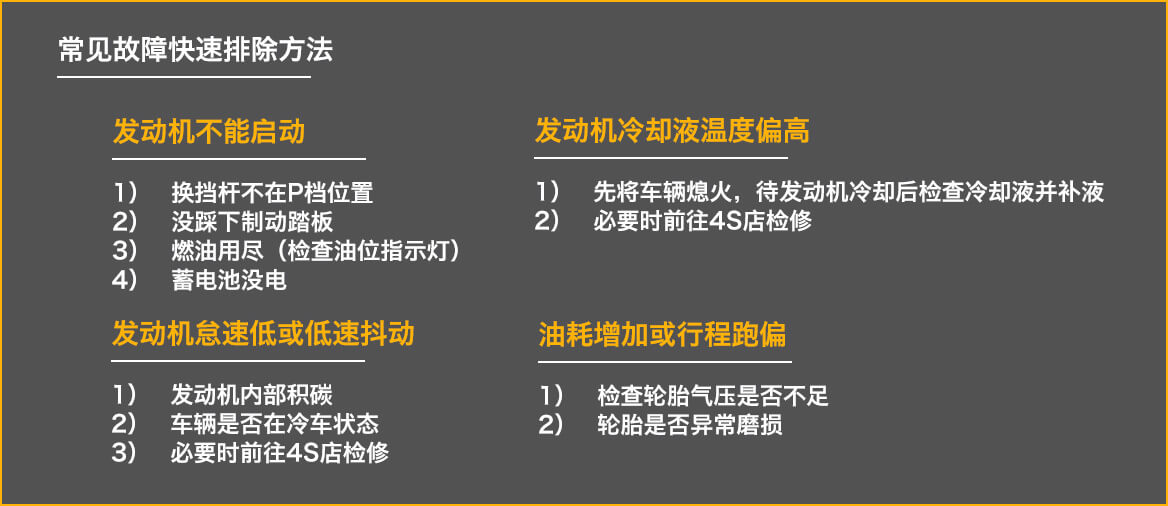 常见故障快速排除方法
发动机不能启动
1） 换挡杆不在P档位置
2） 没踩下制动踏板
3） 燃油用尽（检查油位指示灯）
4） 蓄电池没电
发动机冷却液温度偏高
1） 先将车辆熄火，待发动机冷却后检查冷却液并补液
2） 必要时前往4S店检修
发动机怠速低或低速抖动
1） 发动机内部积碳
2） 车辆是否在冷车状态
3） 必要时前往4S店检修
油耗增加或行程跑偏
1） 检查轮胎气压是否不足
2） 轮胎是否异常磨损